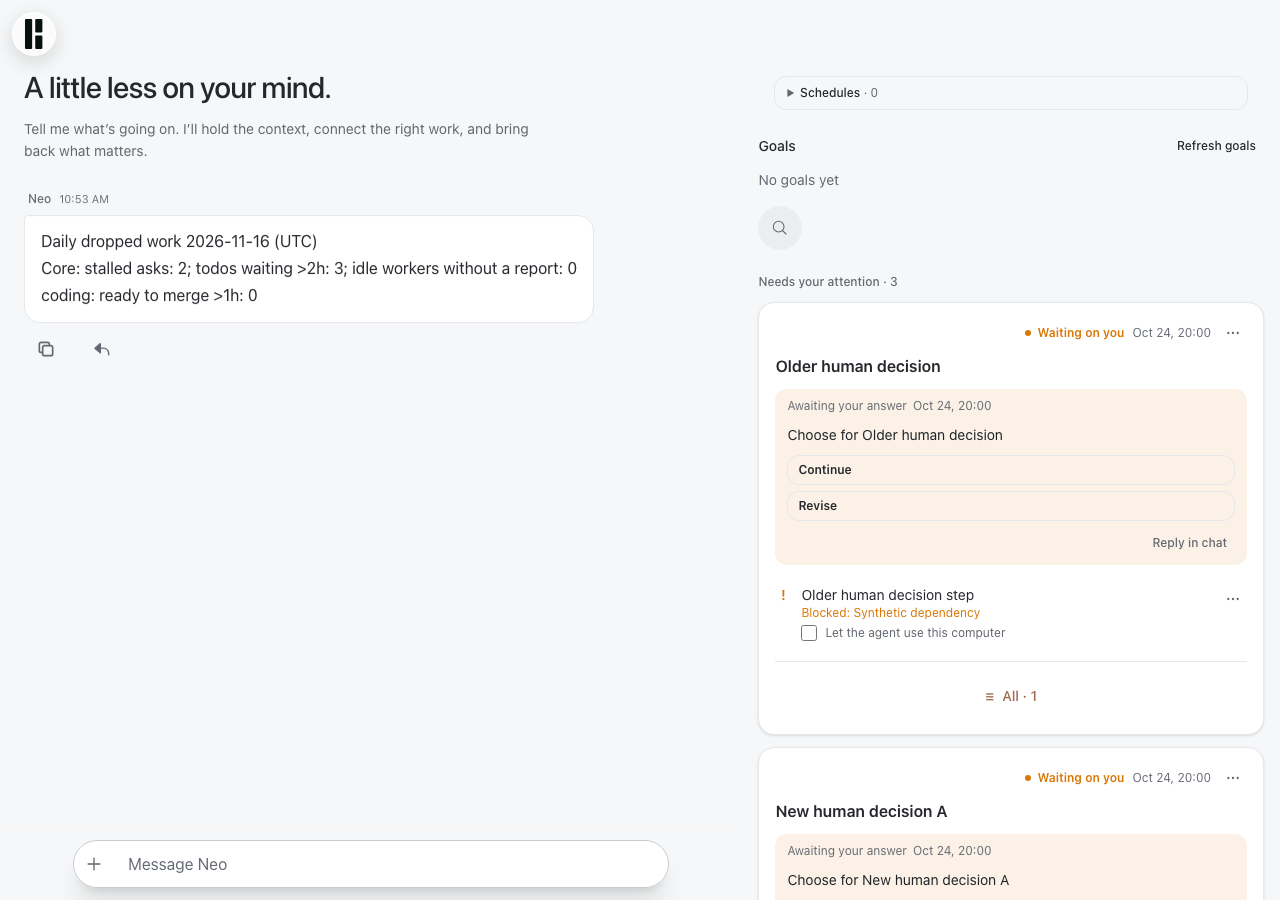 A little less on your mind.
Tell me what’s going on. I’ll hold the context, connect the right work, and bring
back what matters.
Neo 10:53 AM
Daily dropped work 2026-11-16 (UTC)
Core: stalled asks: 2; todos waiting >2h: 3; idle workers without a report: 0
coding: ready to merge >1h: 0
Message Neo
Schedules · 0
Goals
Refresh goals
No goals yet
Needs your attention · 3
Waiting on you Oct 24, 20:00
Older human decision
Awaiting your answer Oct 24, 20:00
Choose for Older human decision
Continue
Revise
Reply in chat
! Older human decision step
Blocked: Synthetic dependency
Let the agent use this computer
All · 1
Waiting on you Oct 24, 20:00
New human decision A
Awaiting your answer Oct 24, 20:00
Choose for New human decision A